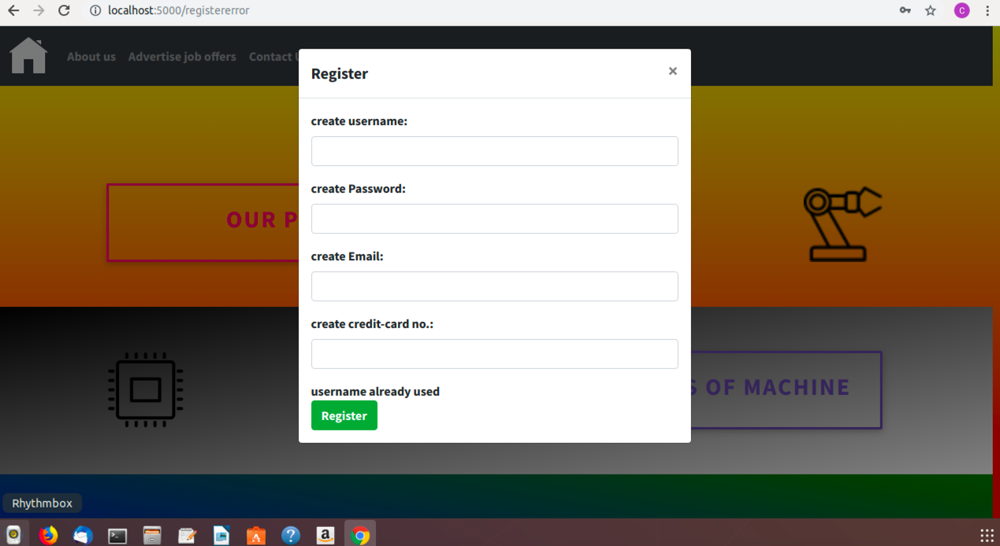 localhost:5000/registererror
C
About us Advertise job offers Contact U
Register ×
create username:
create Password:
OUR P
create Email:
create credit-card no.:
username already used
S OF MACHINE
Register
Rhythmbox